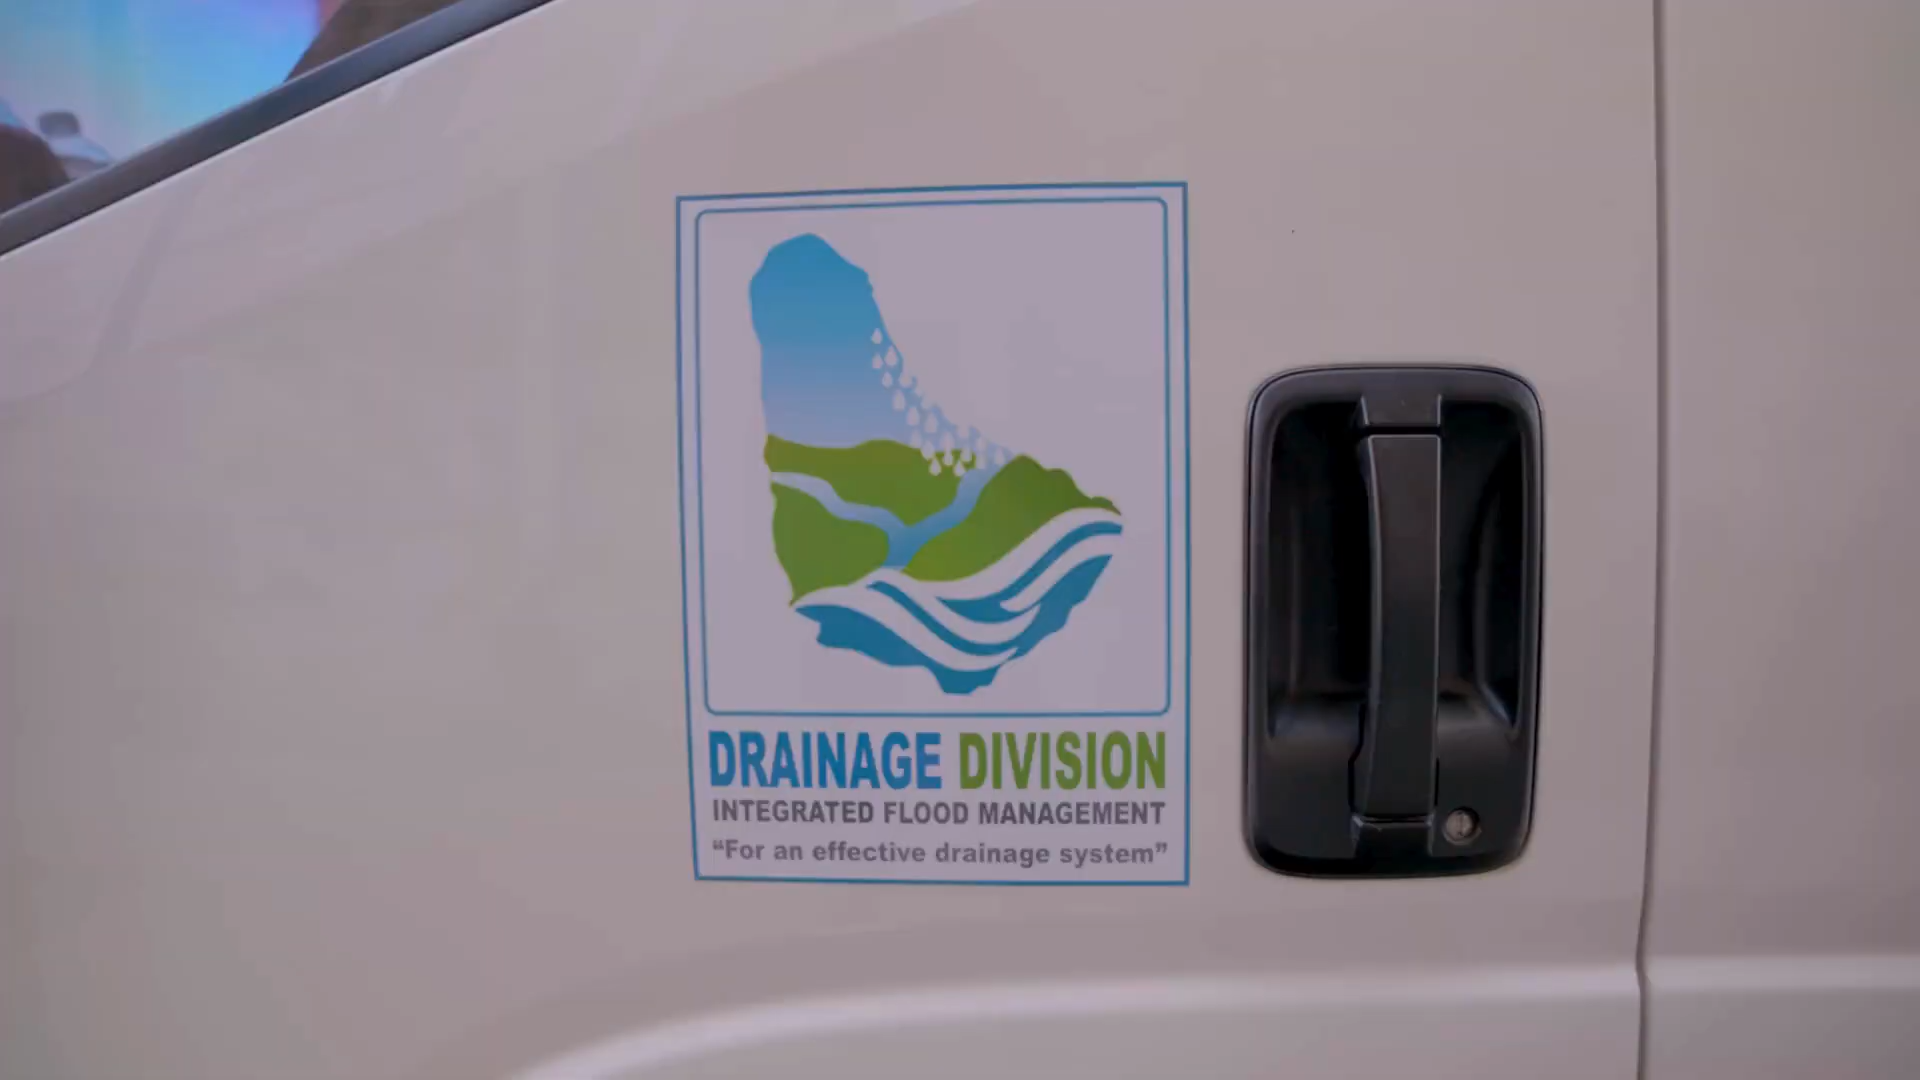 DRAINAGE DIVISION
INTEGRATED FLOOD MANAGEMENT
“For an effective drainage system”